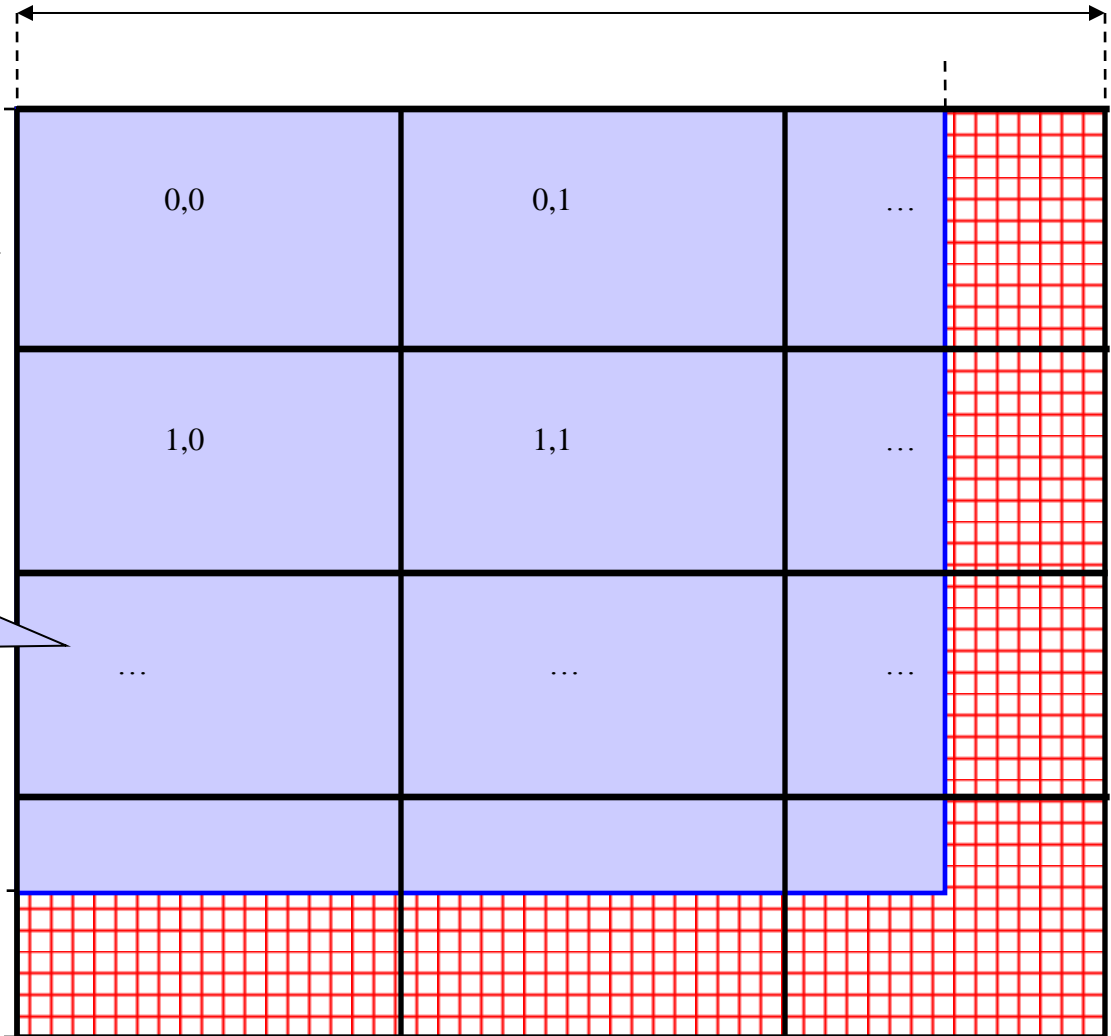 0,0 0,1 …
1,0 1,1 …
… … …